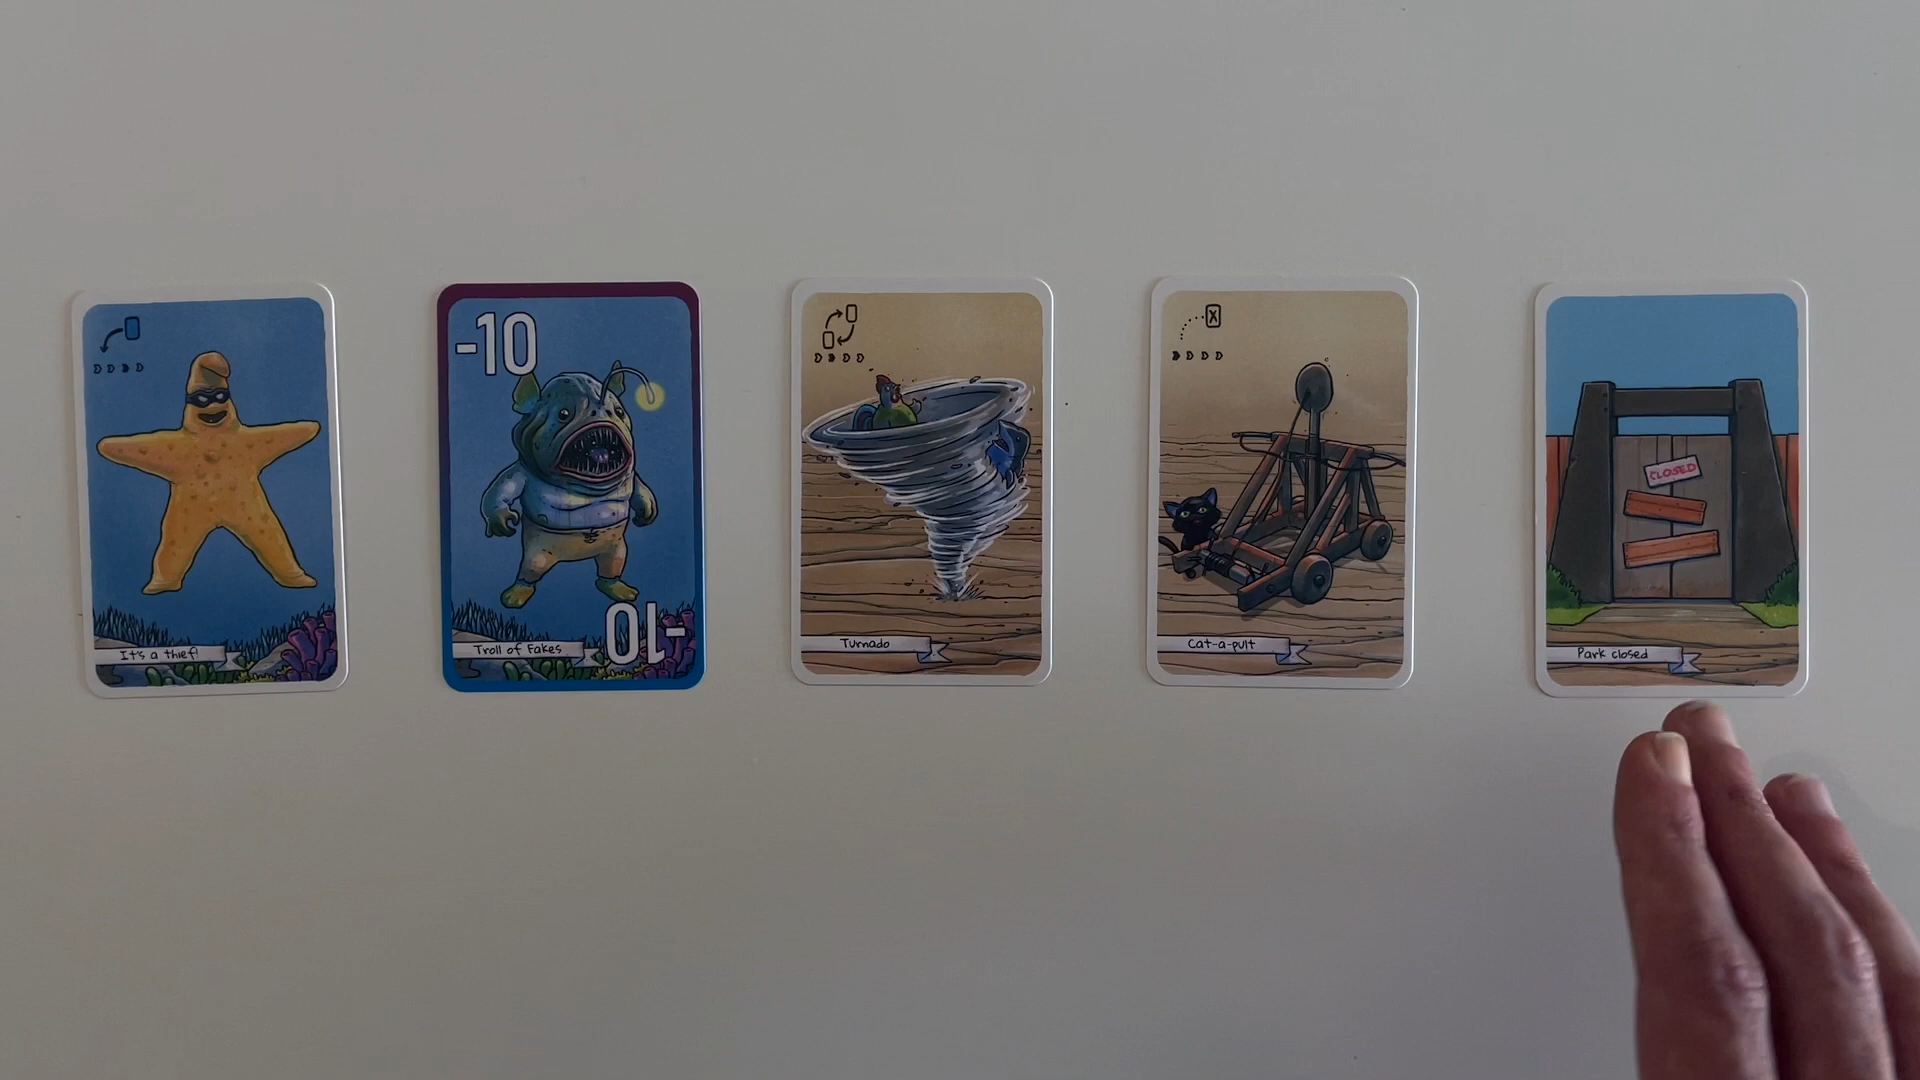 It's a thief!
-10
Troll of Fakes
-10
Turnado
X
Cat-a-pult
CLOSED
Park closed